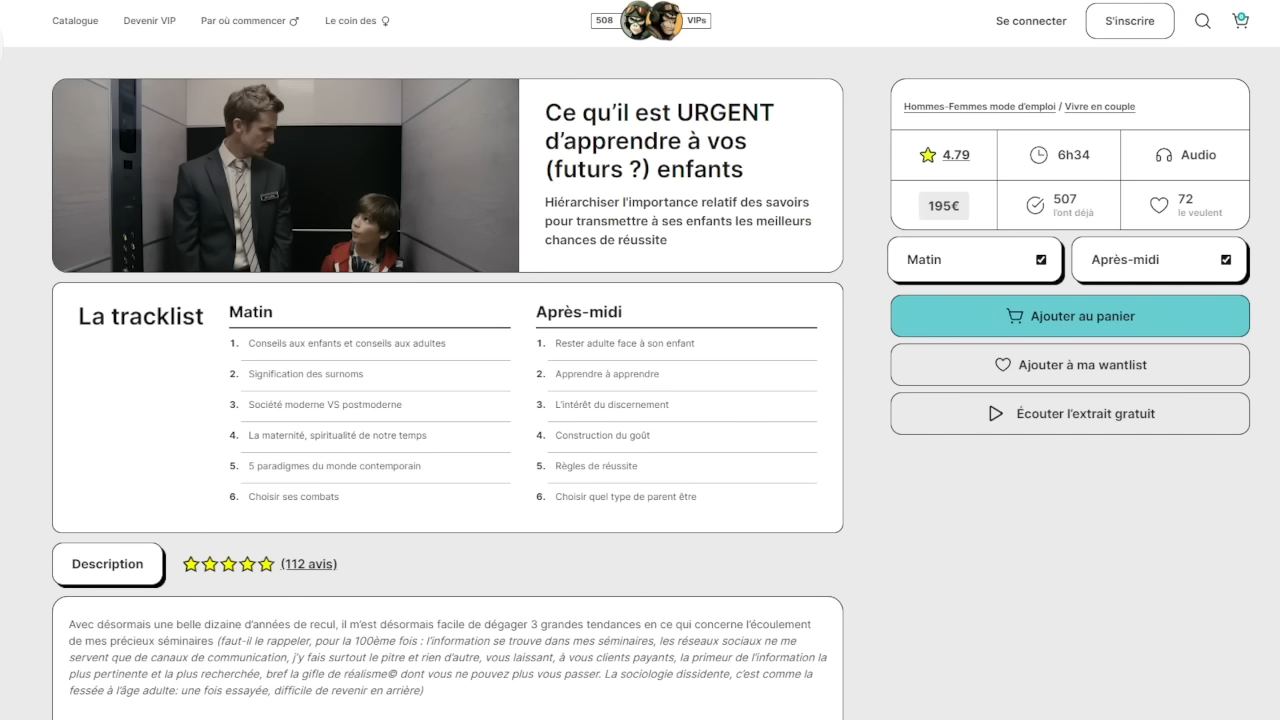 Par Catalogue
Devenir VIP
Par où commencer
Le coin des
508
VIPs
Se connecter
S'inscrire
0
Ce qu'il est URGENT
d'apprendre à vos
(futurs ?) enfants
Hiérarchiser l'importance relatif des savoirs
pour transmettre à ses enfants les meilleurs
chances de réussite
Hommes-Femmes mode d'emploi / Vivre en couple
4.79
6h34
Audio
195€
507
l'ont déjà
72
le veulent
Matin
Après-midi
Ajouter au panier
Ajouter à ma wantlist
Écouter l'extrait gratuit
La tracklist
Matin
1. Conseils aux enfants et conseils aux adultes
2. Signification des surnoms
3. Société moderne VS postmoderne
4. La maternité, spiritualité de notre temps
5. 5 paradigmes du monde contemporain
6. Choisir ses combats
Après-midi
1. Rester adulte face à son enfant
2. Apprendre à apprendre
3. L'intérêt du discernement
4. Construction du goût
5. Règles de réussite
6. Choisir quel type de parent être
Description
(112 avis)
Avec désormais une belle dizaine d'années de recul, il m'est désormais facile de dégager 3 grandes tendances en ce qui concerne l'écoulement
de mes précieux séminaires (faut-il le rappeler, pour la 100ème fois : l'information se trouve dans mes séminaires, les réseaux sociaux ne me
servent que de canaux de communication, j'y fais surtout le pitre et rien d'autre, vous laissant, à vous clients payants, la primeur de l'information la
plus pertinente et la plus recherchée, bref la gifle de réalisme© dont vous ne pouvez plus vous passer. La sociologie dissidente, c'est comme la
fessée à l'âge adulte: une fois essayée, difficile de revenir en arrière)